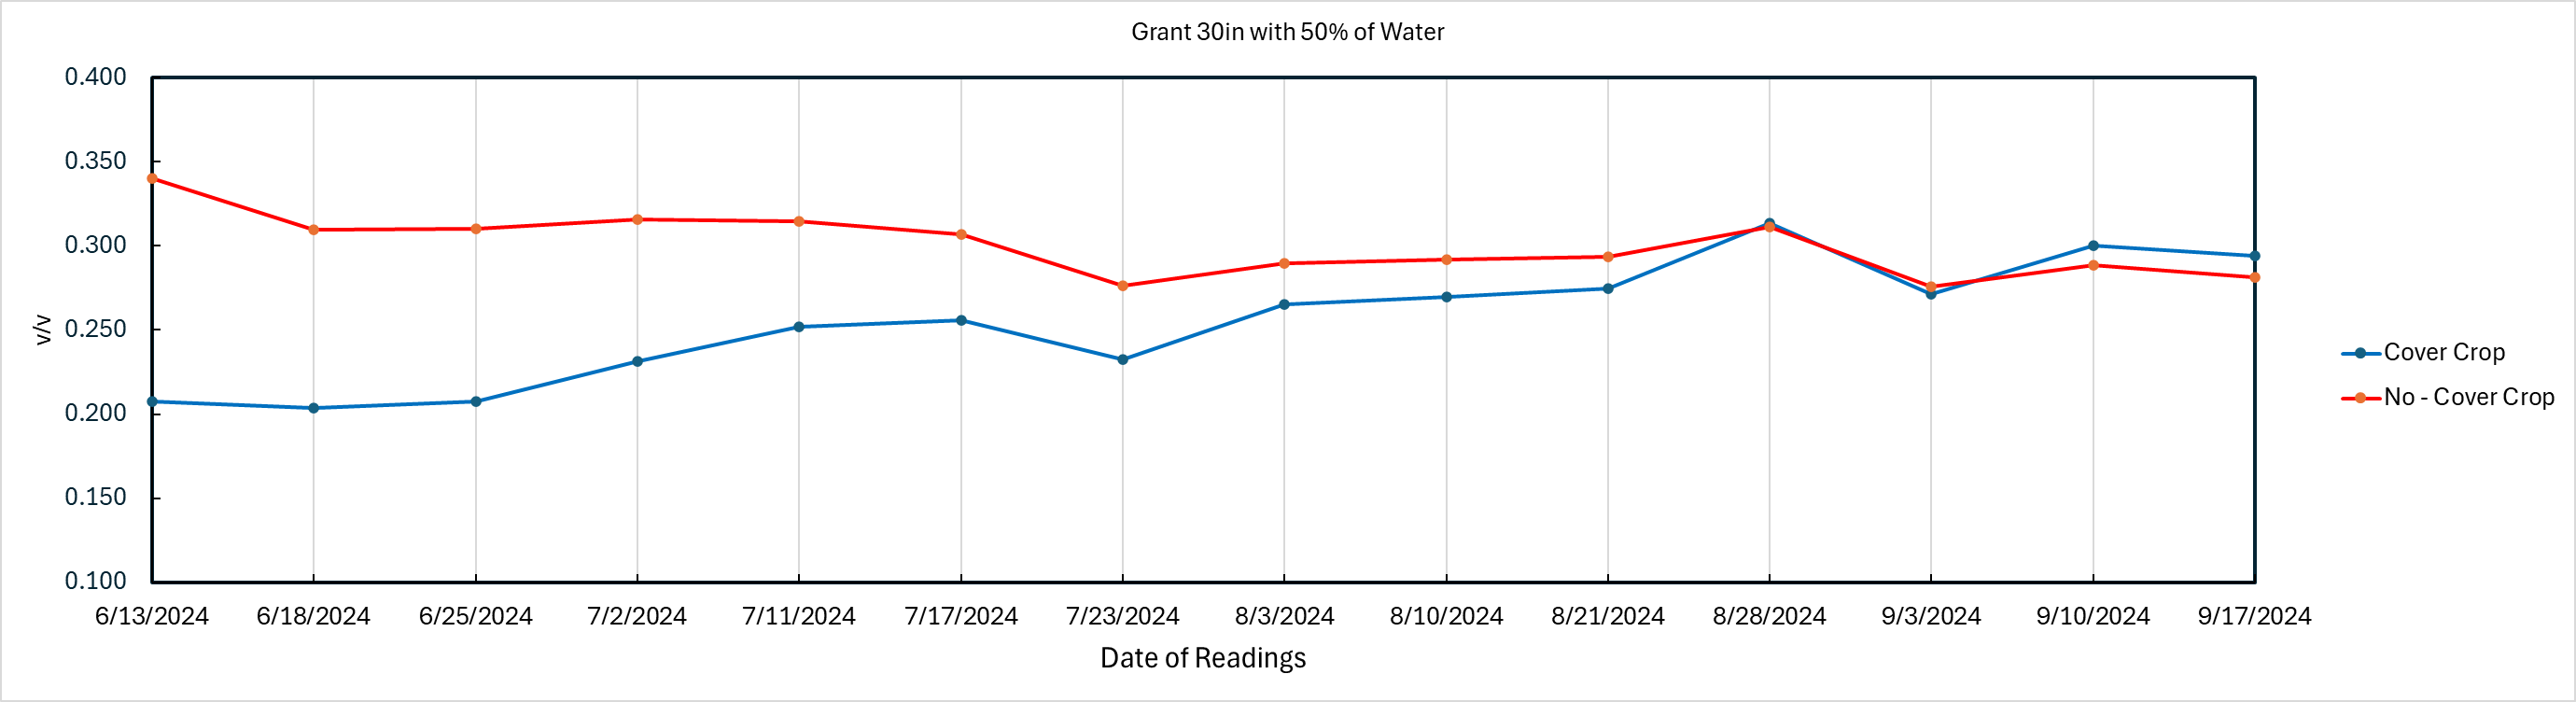 Grant 30in with 50% of Water
0.400
0.350
0.300
0.250
0.200
0.150
0.100
v/v
6/13/2024 6/18/2024 6/25/2024 7/2/2024 7/11/2024 7/17/2024 7/23/2024 8/3/2024 8/10/2024 8/21/2024 8/28/2024 9/3/2024 9/10/2024 9/17/2024
Date of Readings
Cover Crop
No - Cover Crop